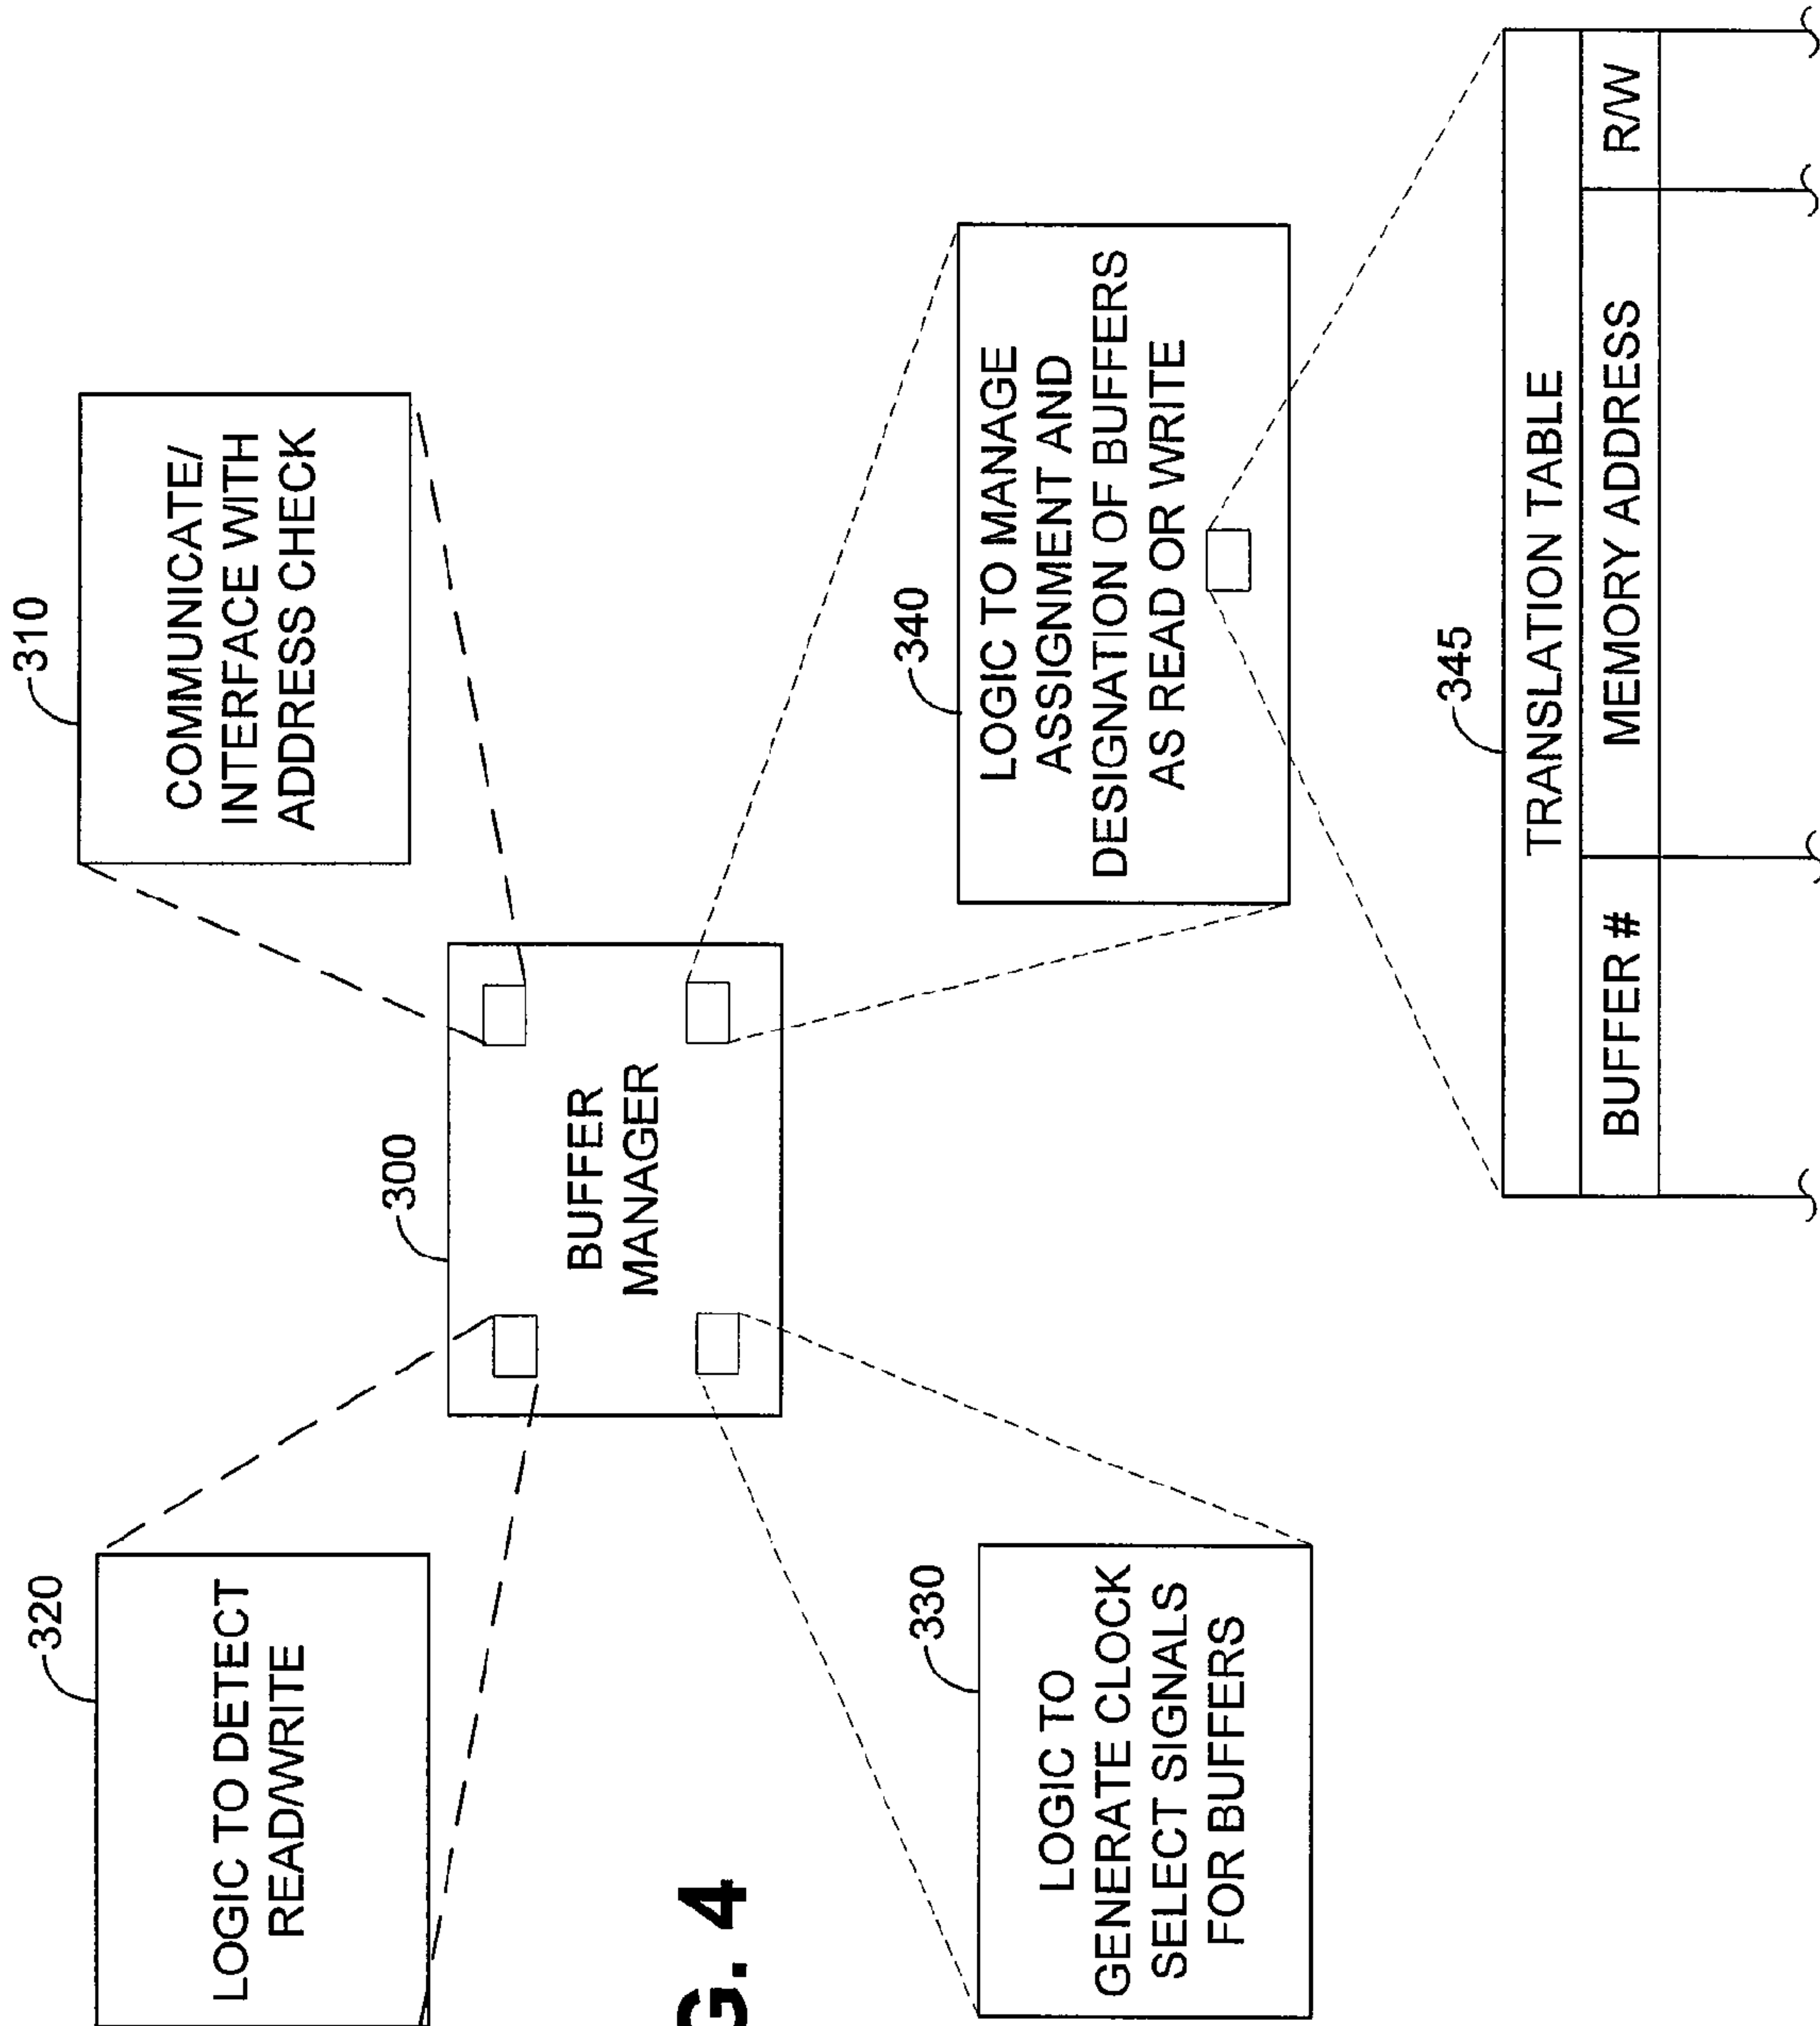 320
LOGIC TO DETECT
READ/WRITE
310
COMMUNICATE/
INTERFACE WITH
ADDRESS CHECK
300
BUFFER
MANAGER
330
LOGIC TO
GENERATE CLOCK
SELECT SIGNALS
FOR BUFFERS
340
LOGIC TO MANAGE
ASSIGNMENT AND
DESIGNATION OF BUFFERS
AS READ OR WRITE
345
TRANSLATION TABLE
BUFFER # MEMORY ADDRESS R/W
G. 4